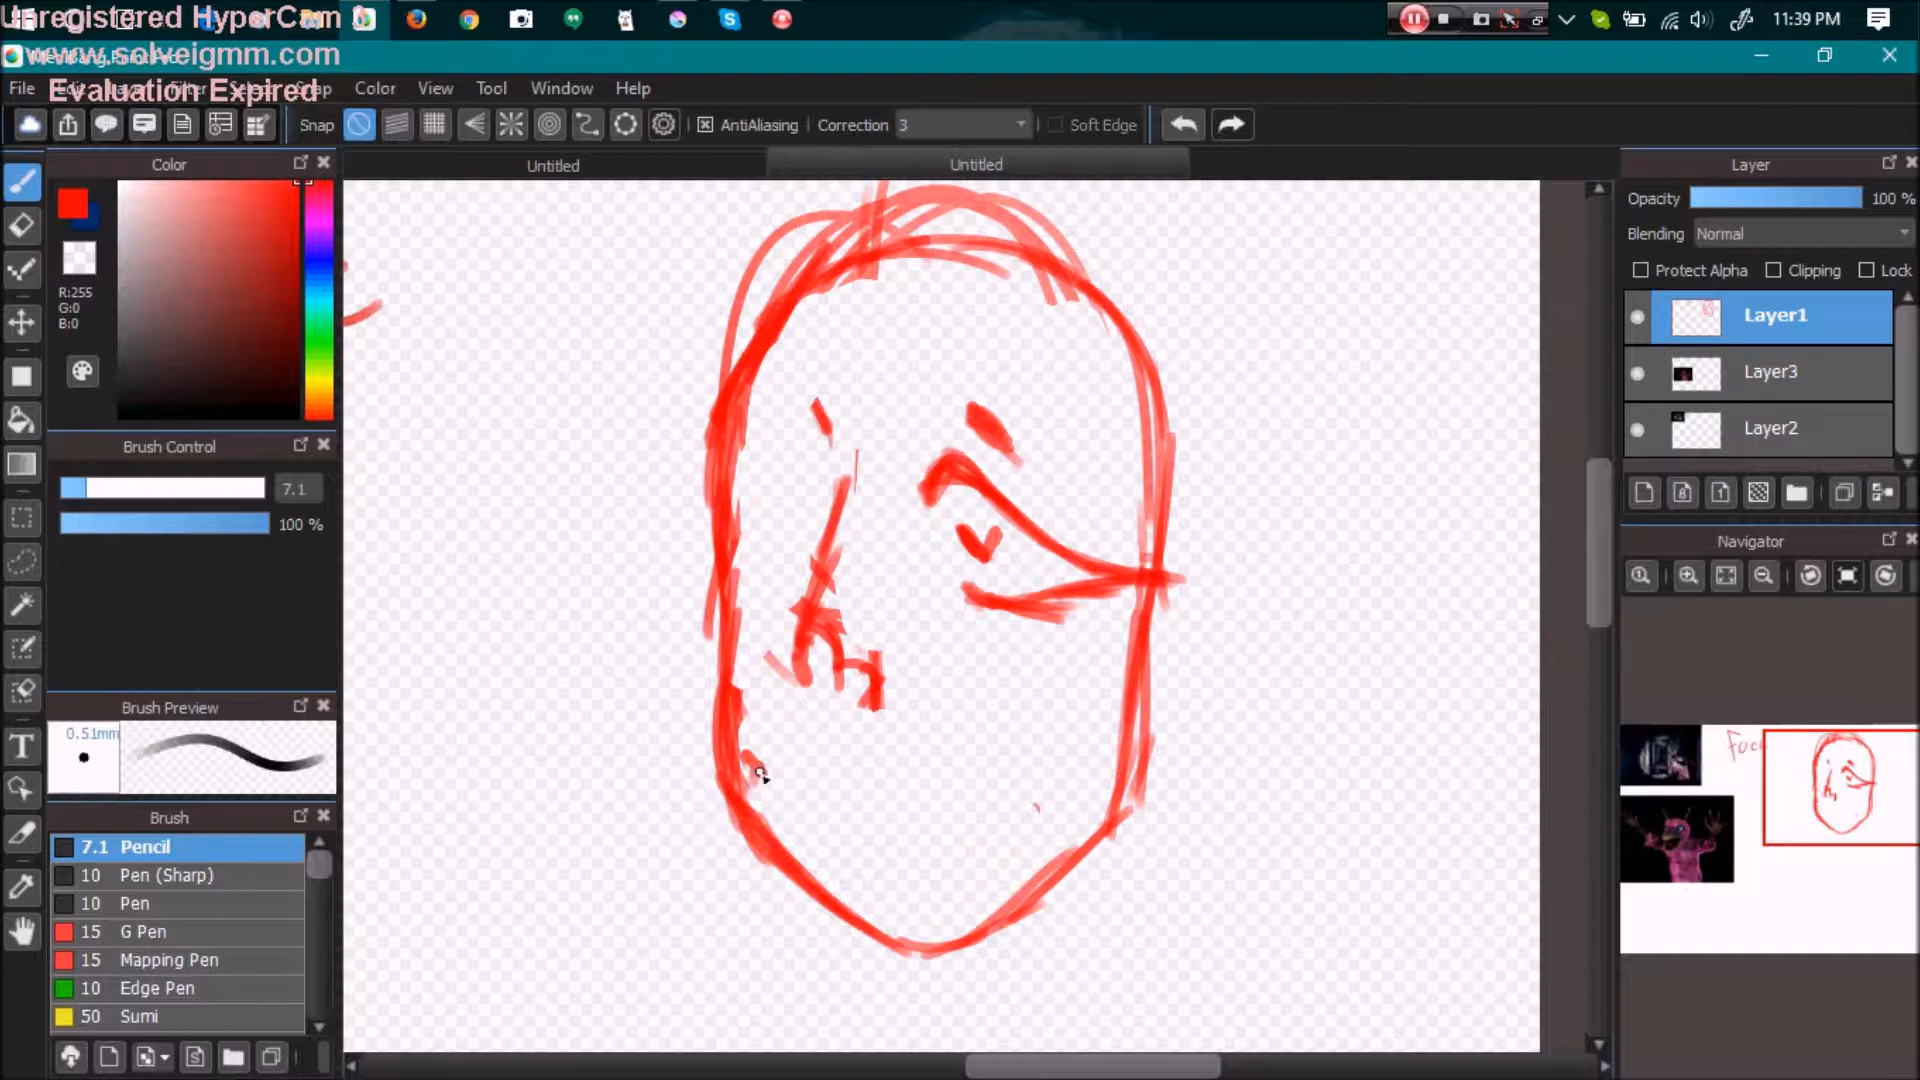 Unregistered HyperCam
www.solveigmm.com
Evaluation Expired
11:39 PM
File
Snap
Color
View
Tool
Window
Help
Snap
AntiAliasing
Correction
3
Soft Edge
Color
R:255
G:0
B:0
Brush Control
7.1
100 %
Brush Preview
0.51mm
Brush
7.1 Pencil
10 Pen (Sharp)
10 Pen
15 G Pen
15 Mapping Pen
10 Edge Pen
50 Sumi
Untitled
Untitled
Layer
Opacity
100 %
Blending
Normal
Protect Alpha
Clipping
Lock
Layer1
Layer3
Layer2
Navigator